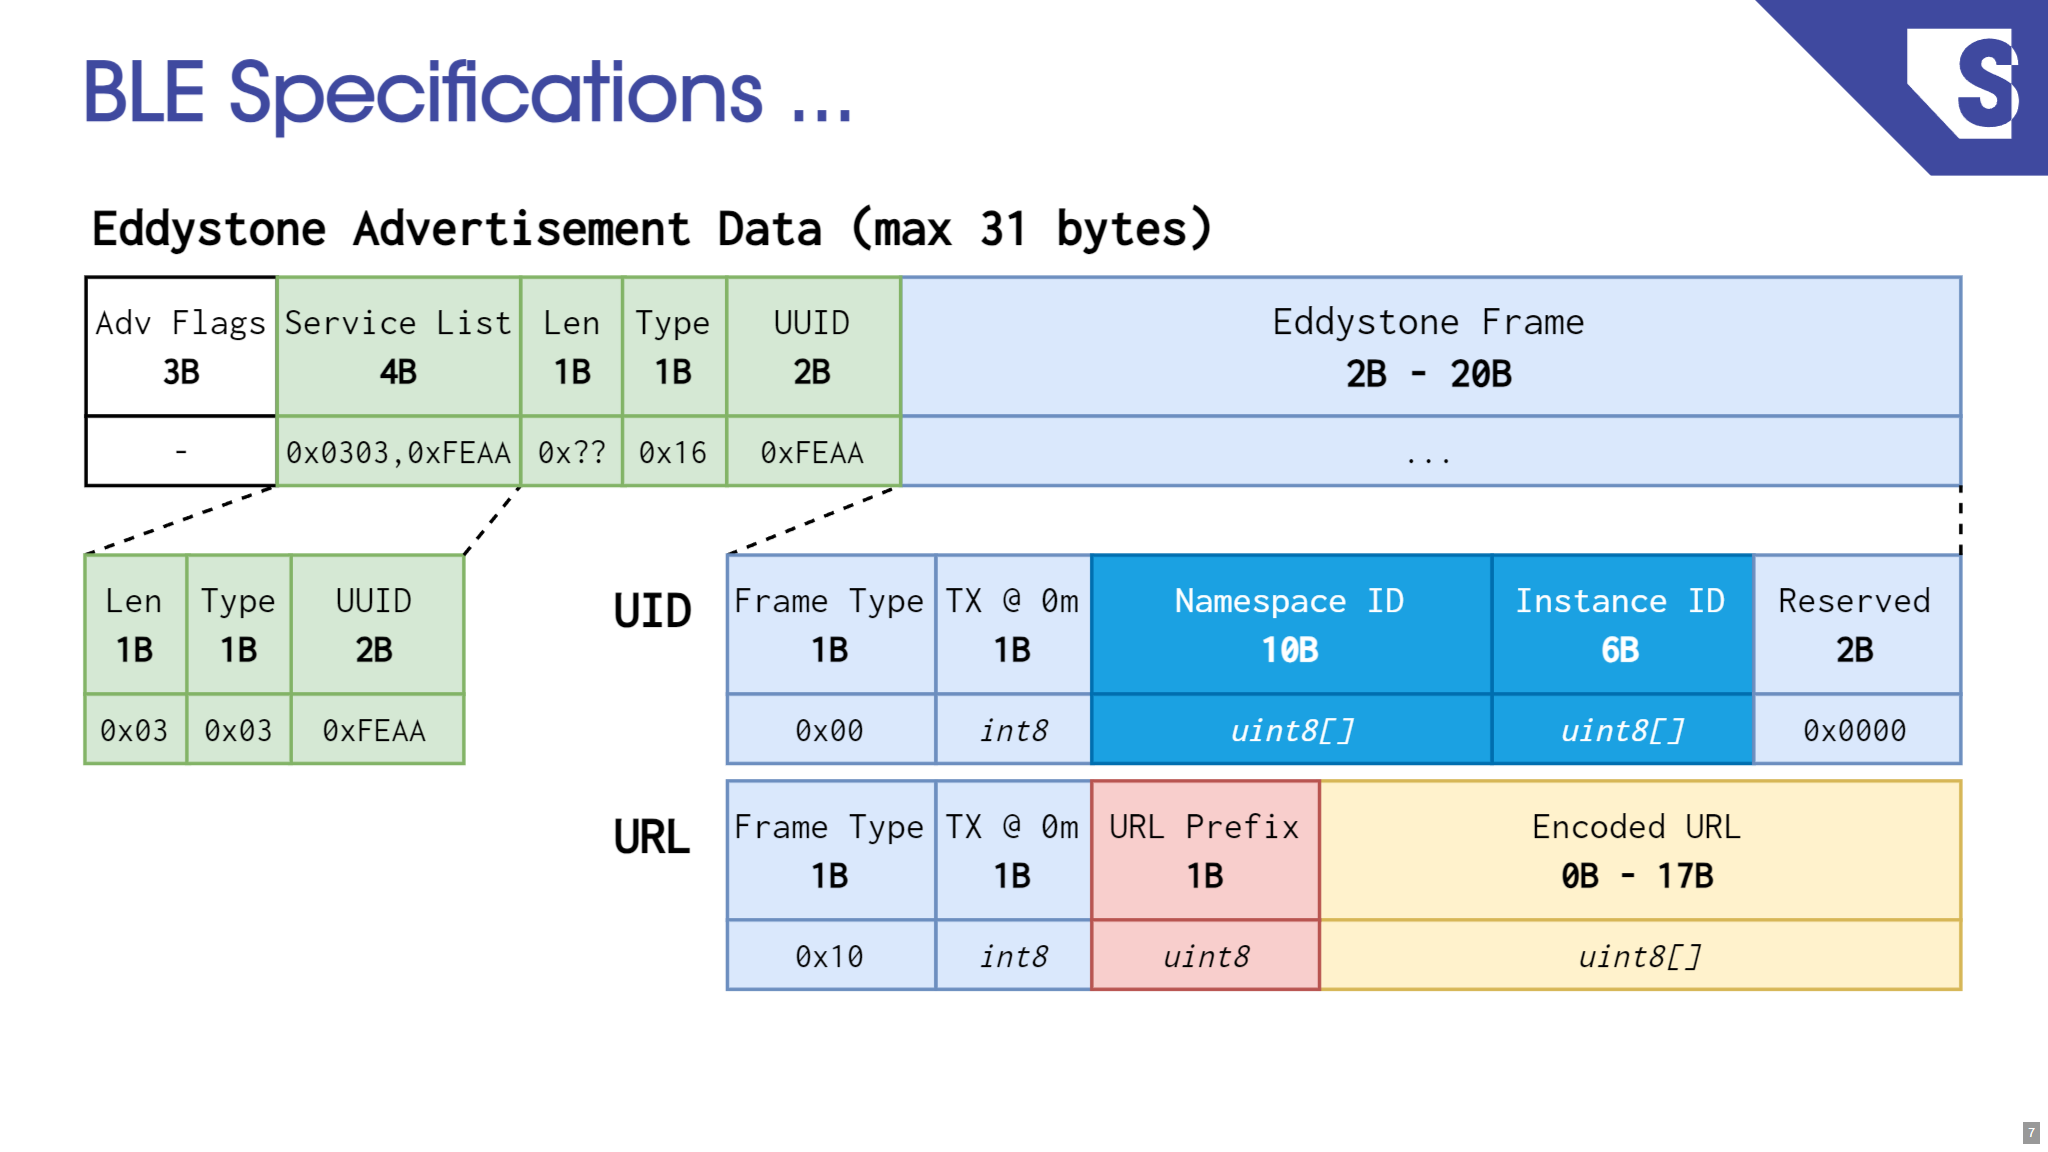 BLE Specifications ...
S
Eddystone Advertisement Data (max 31 bytes)
Adv Flags Service List Len Type UUID Eddystone Frame
3B 4B 1B 1B 2B 2B - 20B
- 0x0303,0xFEAA 0x?? 0x16 0xFEAA ...
Len Type UUID
1B 1B 2B
0x03 0x03 0xFEAA
UID
Frame Type TX @ 0m Namespace ID Instance ID Reserved
1B 1B 10B 6B 2B
0x00 int8 uint8[] uint8[] 0x0000
URL
Frame Type TX @ 0m URL Prefix Encoded URL
1B 1B 1B 0B - 17B
0x10 int8 uint8 uint8[]
7